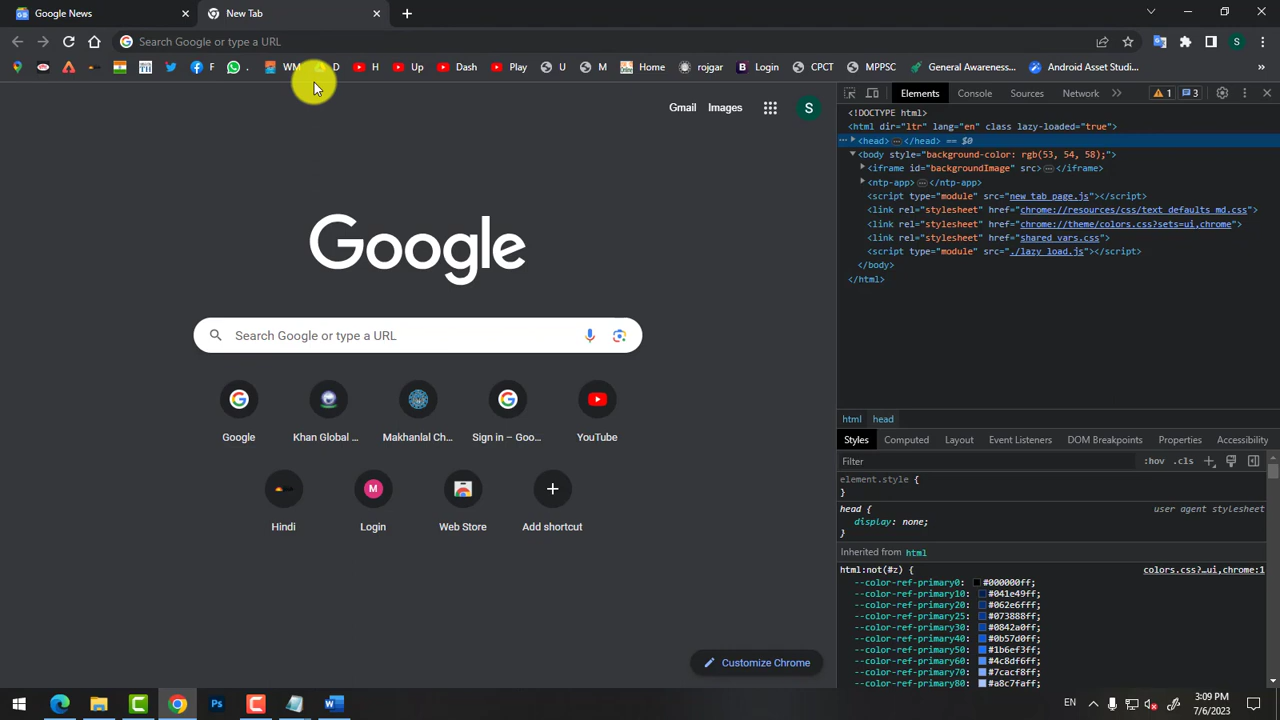 Google News
New Tab
Search Google or type a URL
F
.
WM
D
H
Up
Dash
Play
U
M
Home
rojgar
Login
CPCT
MPPSC
General Awareness...
Android Asset Studi...
»
Gmail
Images
S
Google
Search Google or type a URL
Google
Khan Global ...
Makhanlal Ch...
Sign in – Goo...
YouTube
Hindi
M
Login
Web Store
Add shortcut
Customize Chrome
Elements
Console
Sources
Network
1
3
<!DOCTYPE html>
<html dir="ltr" lang="en" class lazy-loaded="true">
<head> ... </head> == $0
<body style="background-color: rgb(53, 54, 58);">
<iframe id="backgroundImage" src> ... </iframe>
<ntp-app> ... </ntp-app>
<script type="module" src="new_tab_page.js"></script>
<link rel="stylesheet" href="chrome://resources/css/text_defaults_md.css">
<link rel="stylesheet" href="chrome://theme/colors.css?sets=ui,chrome">
<link rel="stylesheet" href="shared_vars.css">
<script type="module" src="./lazy_load.js"></script>
</body>
</html>
html head
Styles Computed Layout Event Listeners DOM Breakpoints Properties Accessibility
Filter :hov .cls
element.style {
}
head { user agent stylesheet
display: none;
}
Inherited from html
html:not(#z) { colors.css?…ui,chrome:1
--color-ref-primary0: #000000ff;
--color-ref-primary10: #041e49ff;
--color-ref-primary20: #062e6fff;
--color-ref-primary25: #073888ff;
--color-ref-primary30: #0842a0ff;
--color-ref-primary40: #0b57d0ff;
--color-ref-primary50: #1b6ef3ff;
--color-ref-primary60: #4c8df6ff;
--color-ref-primary70: #7cacf8ff;
--color-ref-primary80: #a8c7faff;
Ps
EN
3:09 PM
7/6/2023